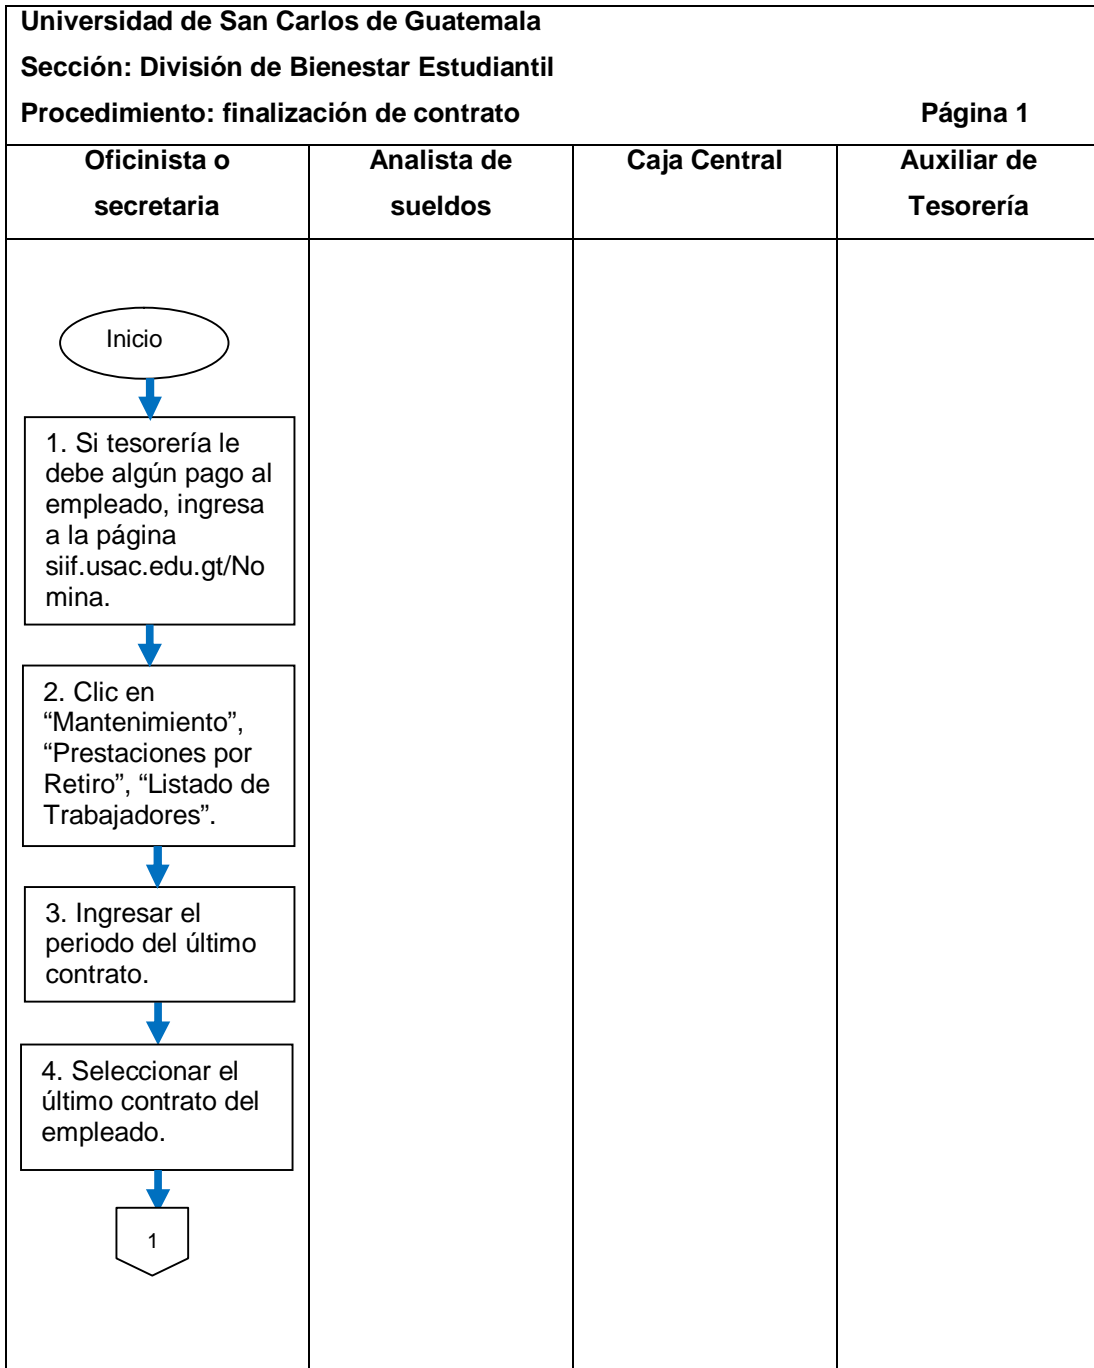 Universidad de San Carlos de Guatemala
Sección: División de Bienestar Estudiantil
Procedimiento: finalización de contrato Página 1
Oficinista o
secretaria
Analista de
sueldos
Caja Central
Auxiliar de
Tesorería
Inicio
1. Si tesorería le
debe algún pago al
empleado, ingresa
a la página
siif.usac.edu.gt/No
mina.
2. Clic en
“Mantenimiento”,
“Prestaciones por
Retiro”, “Listado de
Trabajadores”.
3. Ingresar el
periodo del último
contrato.
4. Seleccionar el
último contrato del
empleado.
1